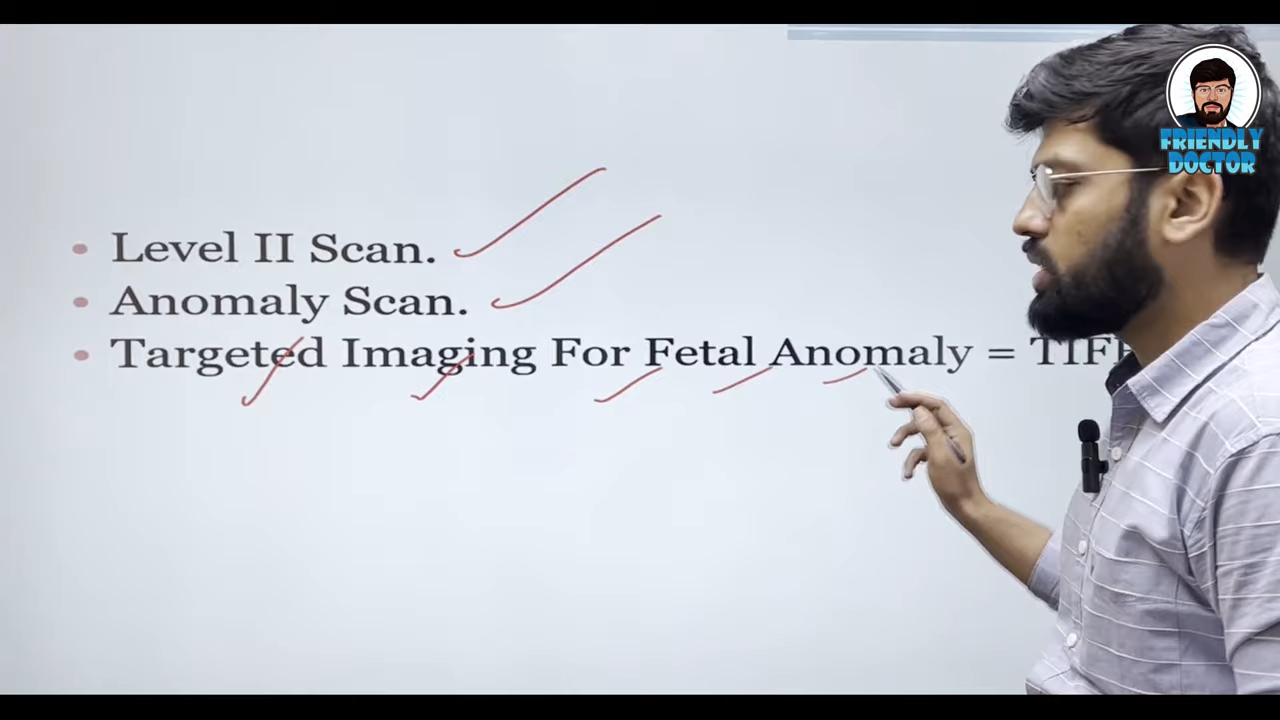 FRIENDLY
DOCTOR
Level II Scan.
Anomaly Scan.
Targeted Imaging For Fetal Anomaly =